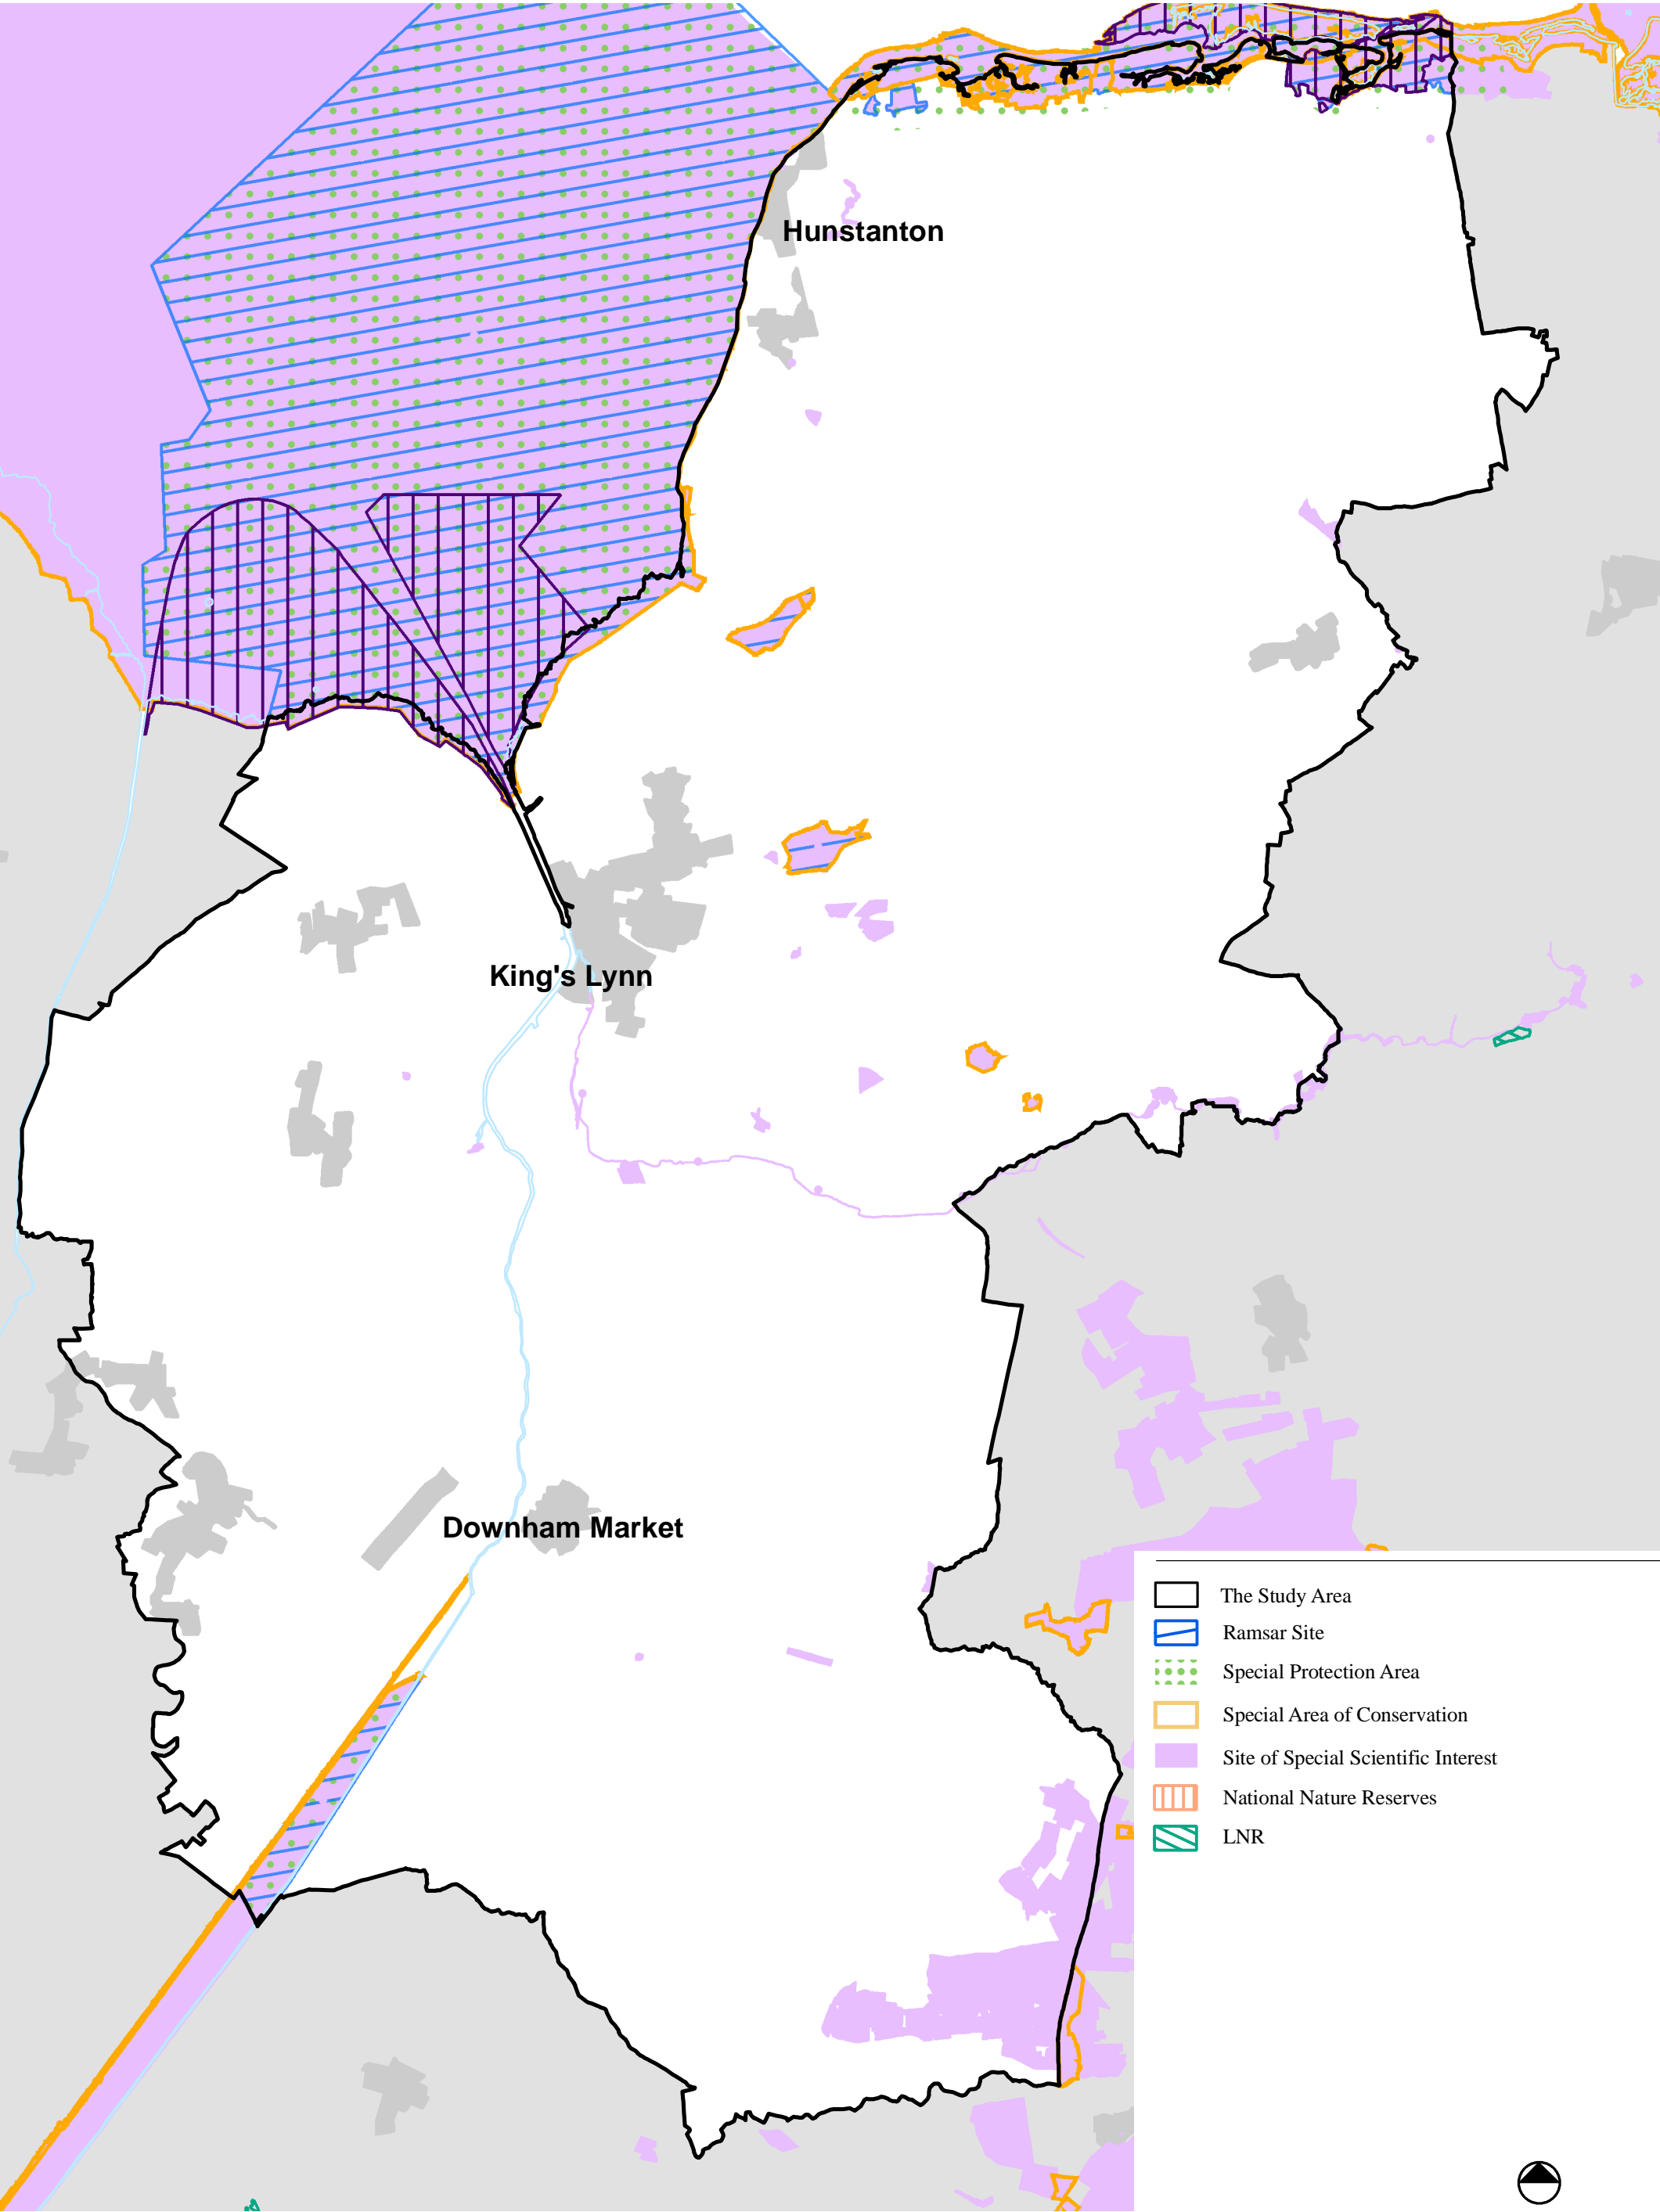 Hunstanton
King's Lynn
Downham Market
The Study Area
Ramsar Site
Special Protection Area
Special Area of Conservation
Site of Special Scientific Interest
National Nature Reserves
LNR